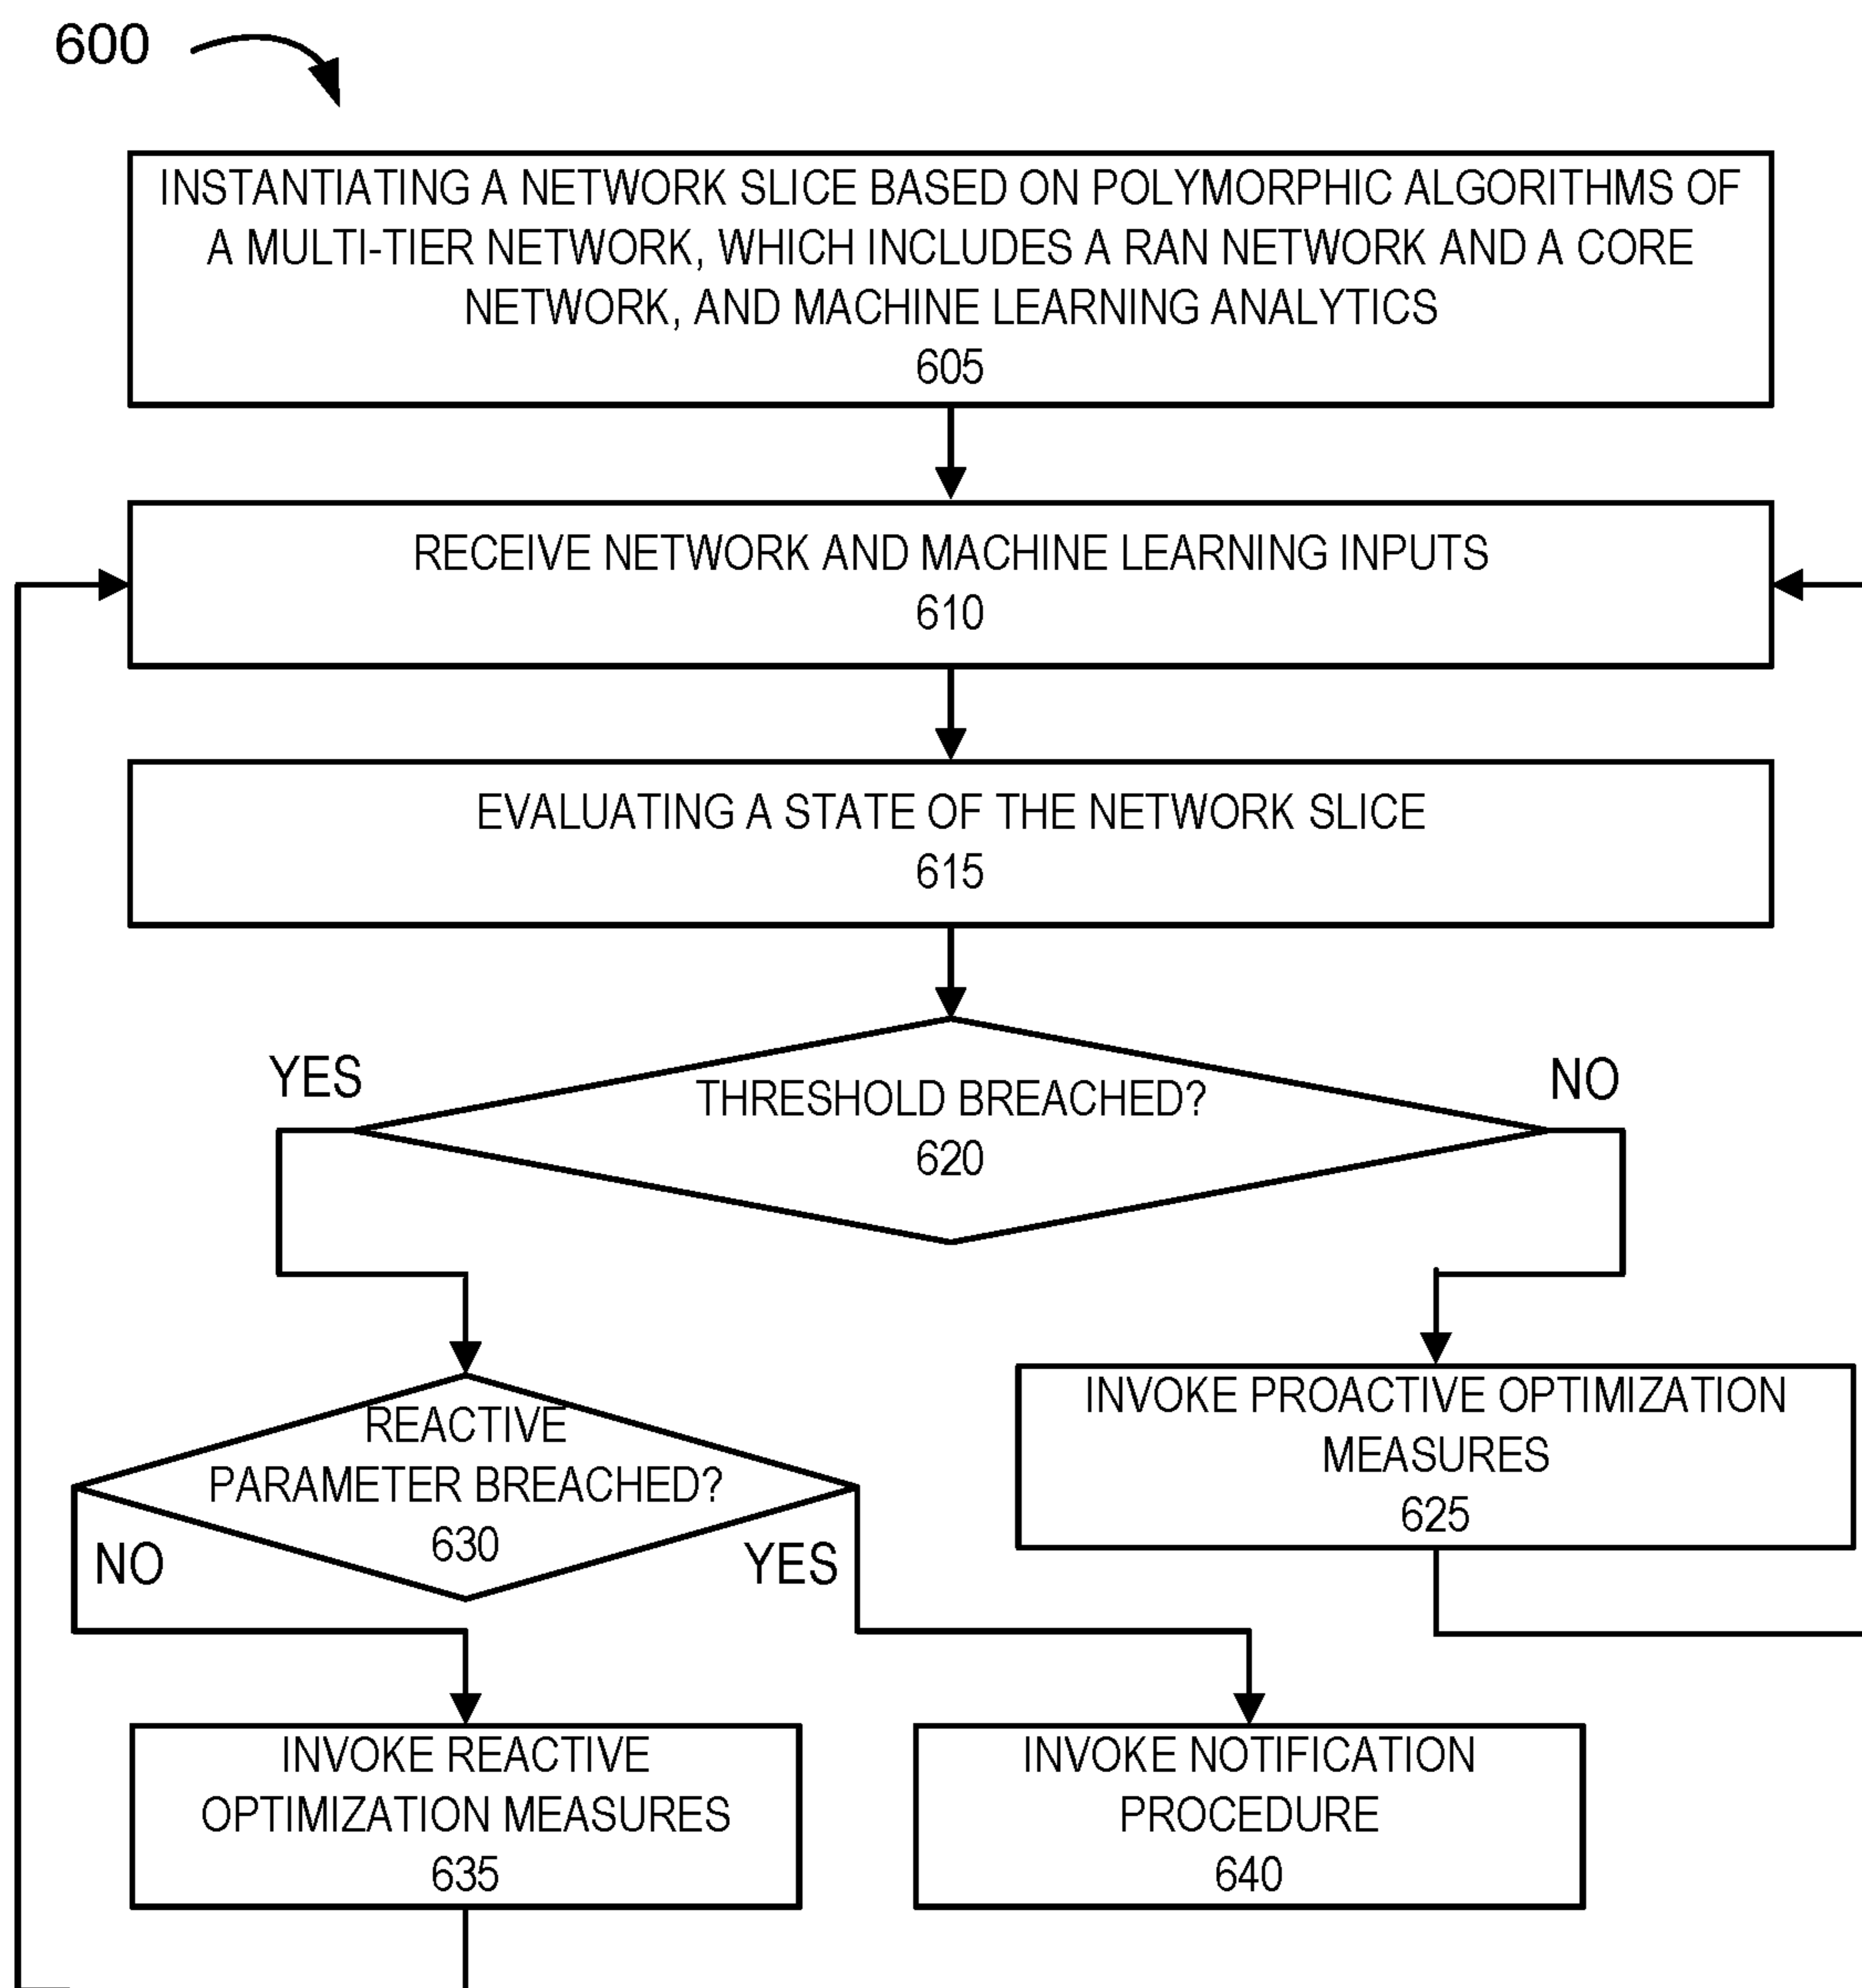 600
INSTANTIATING A NETWORK SLICE BASED ON POLYMORPHIC ALGORITHMS OF
A MULTI-TIER NETWORK, WHICH INCLUDES A RAN NETWORK AND A CORE
NETWORK, AND MACHINE LEARNING ANALYTICS
605
RECEIVE NETWORK AND MACHINE LEARNING INPUTS
610
EVALUATING A STATE OF THE NETWORK SLICE
615
YES
NO
THRESHOLD BREACHED?
620
REACTIVE
PARAMETER BREACHED?
630
NO
YES
INVOKE PROACTIVE OPTIMIZATION
MEASURES
625
INVOKE REACTIVE
OPTIMIZATION MEASURES
635
INVOKE NOTIFICATION
PROCEDURE
640